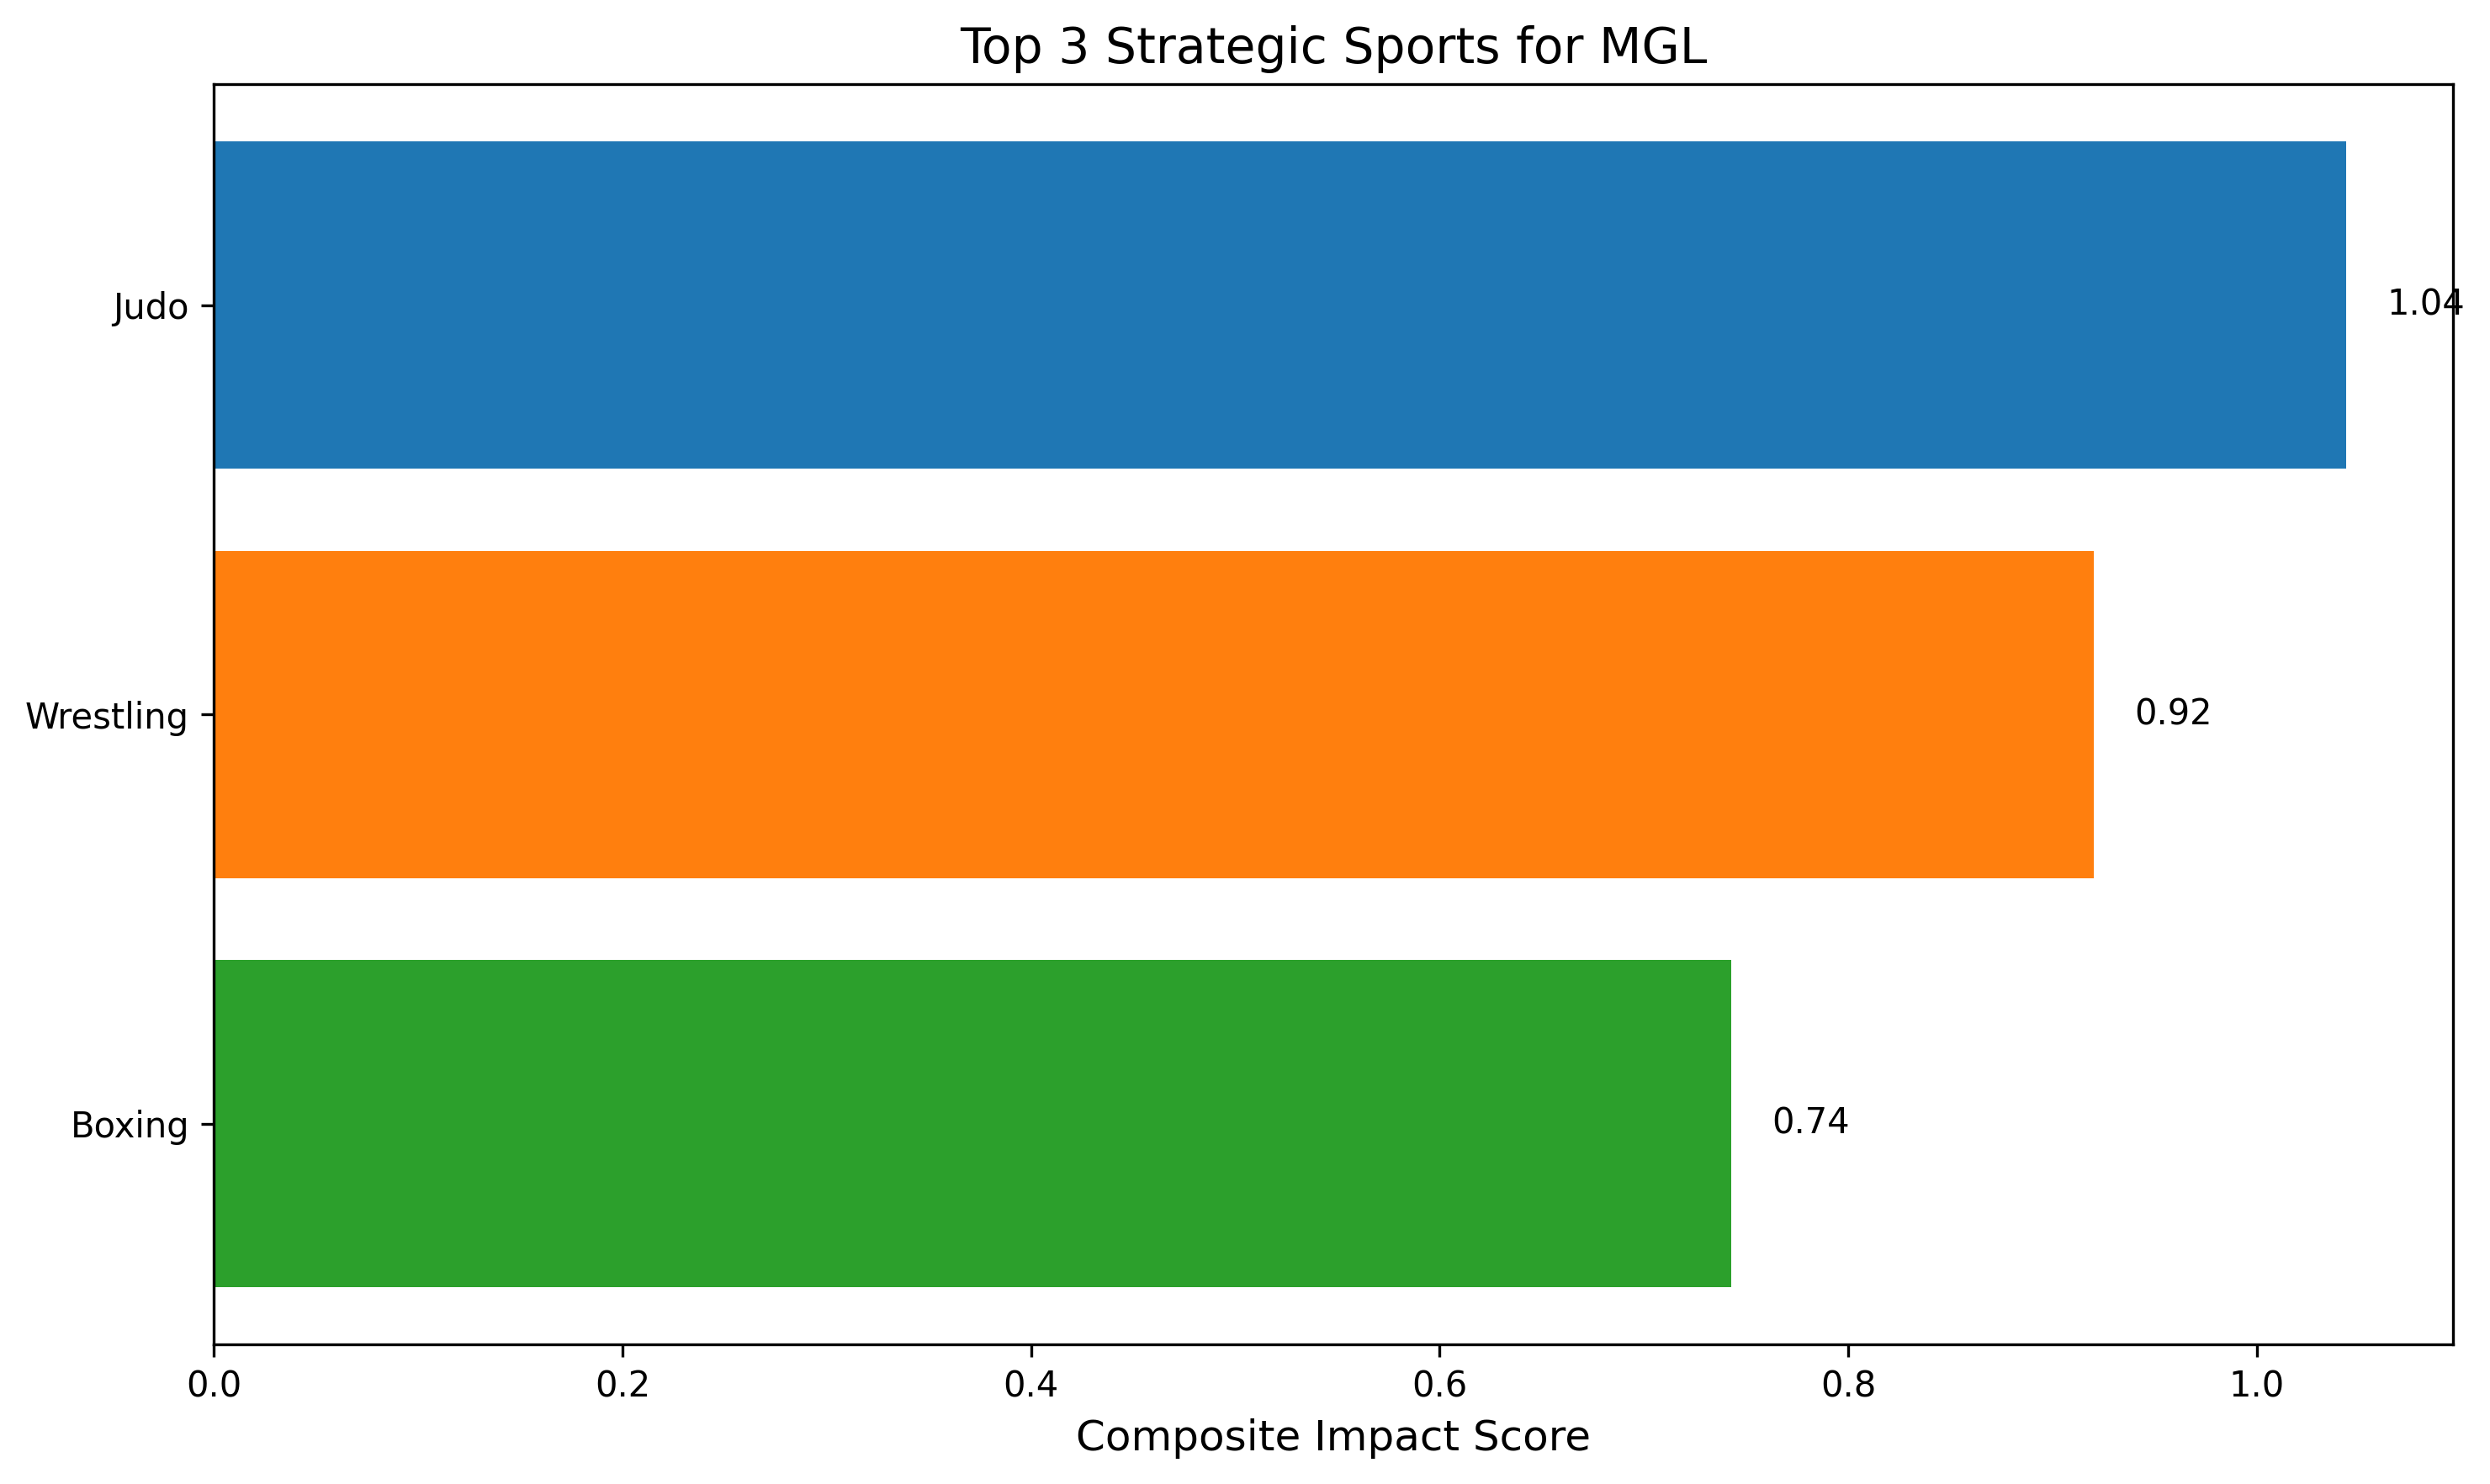 Top 3 Strategic Sports for MGL
Judo
1.04
Wrestling
0.92
Boxing
0.74
0.0 0.2 0.4 0.6 0.8 1.0
Composite Impact Score